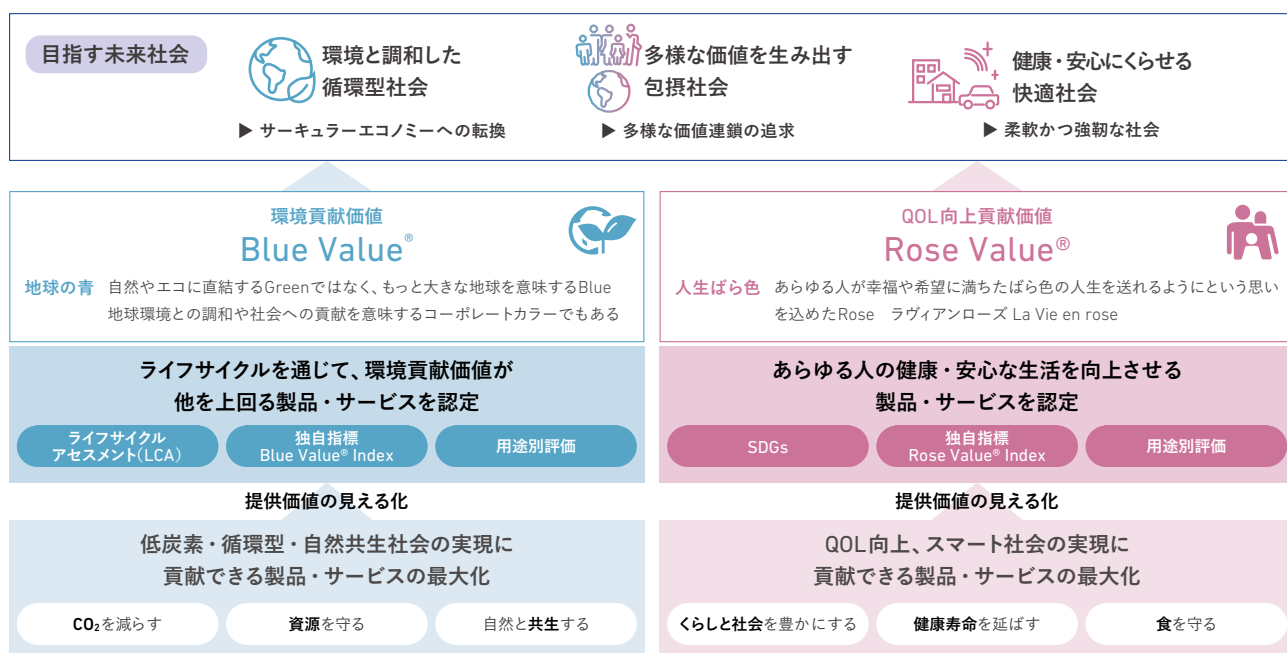 目指す未来社会
環境と調和した
循環型社会
▶ サーキュラーエコノミーへの転換
多様な価値を生み出す
包摂社会
▶ 多様な価値連鎖の追求
健康・安心にくらせる
快適社会
▶ 柔軟かつ強靭な社会
環境貢献価値
Blue Value®
地球の青 自然やエコに直結するGreenではなく、もっと大きな地球を意味するBlue
地球環境との調和や社会への貢献を意味するコーポレートカラーでもある
ライフサイクルを通じて、環境貢献価値が
他を上回る製品・サービスを認定
ライフサイクル
アセスメント(LCA)
独自指標
Blue Value® Index
用途別評価
提供価値の見える化
低炭素・循環型・自然共生社会の実現に
貢献できる製品・サービスの最大化
CO₂を減らす
資源を守る
自然と共生する
QOL向上貢献価値
Rose Value®
人生ばら色 あらゆる人が幸福や希望に満ちたばら色の人生を送れるようにという思い
を込めたRose ラヴィアンローズ La Vie en rose
あらゆる人の健康・安心な生活を向上させる
製品・サービスを認定
SDGs
独自指標
Rose Value® Index
用途別評価
提供価値の見える化
QOL向上、スマート社会の実現に
貢献できる製品・サービスの最大化
くらしと社会を豊かにする
健康寿命を延ばす
食を守る